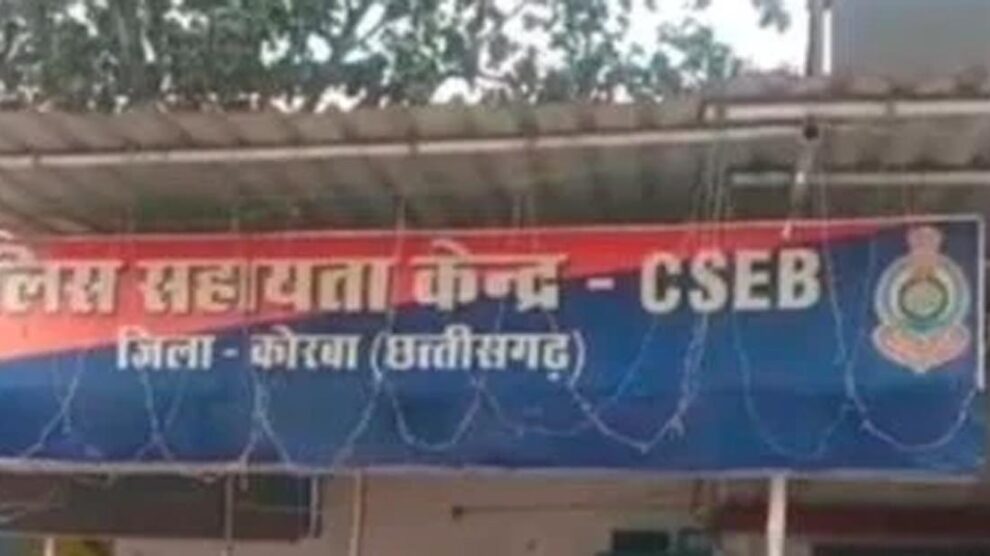 लिस सहायता केन्द्र - CSEB
जिला - कोरबा (छत्तीसगढ़)